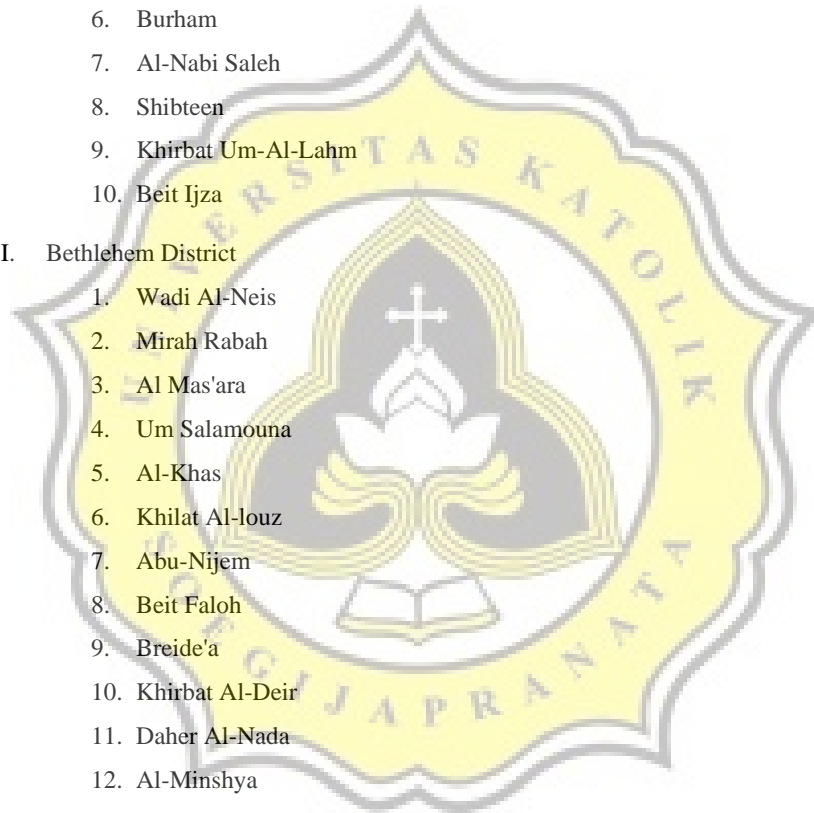 6. Burham
7. Al-Nabi Saleh
8. Shibteen
9. Khirbat Um-Al-Lahm
10. Beit Ijza
I. Bethlehem District
1. Wadi Al-Neis
2. Mirah Rabah
3. Al Mas'ara
4. Um Salamouna
5. Al-Khas
6. Khilat Al-louz
7. Abu-Nijem
8. Beit Faloh
9. Breide'a
10. Khirbat Al-Deir
11. Daher Al-Nada
12. Al-Minshya
UNIVERSITAS KATOLIK
SOEGIJAPRANATA